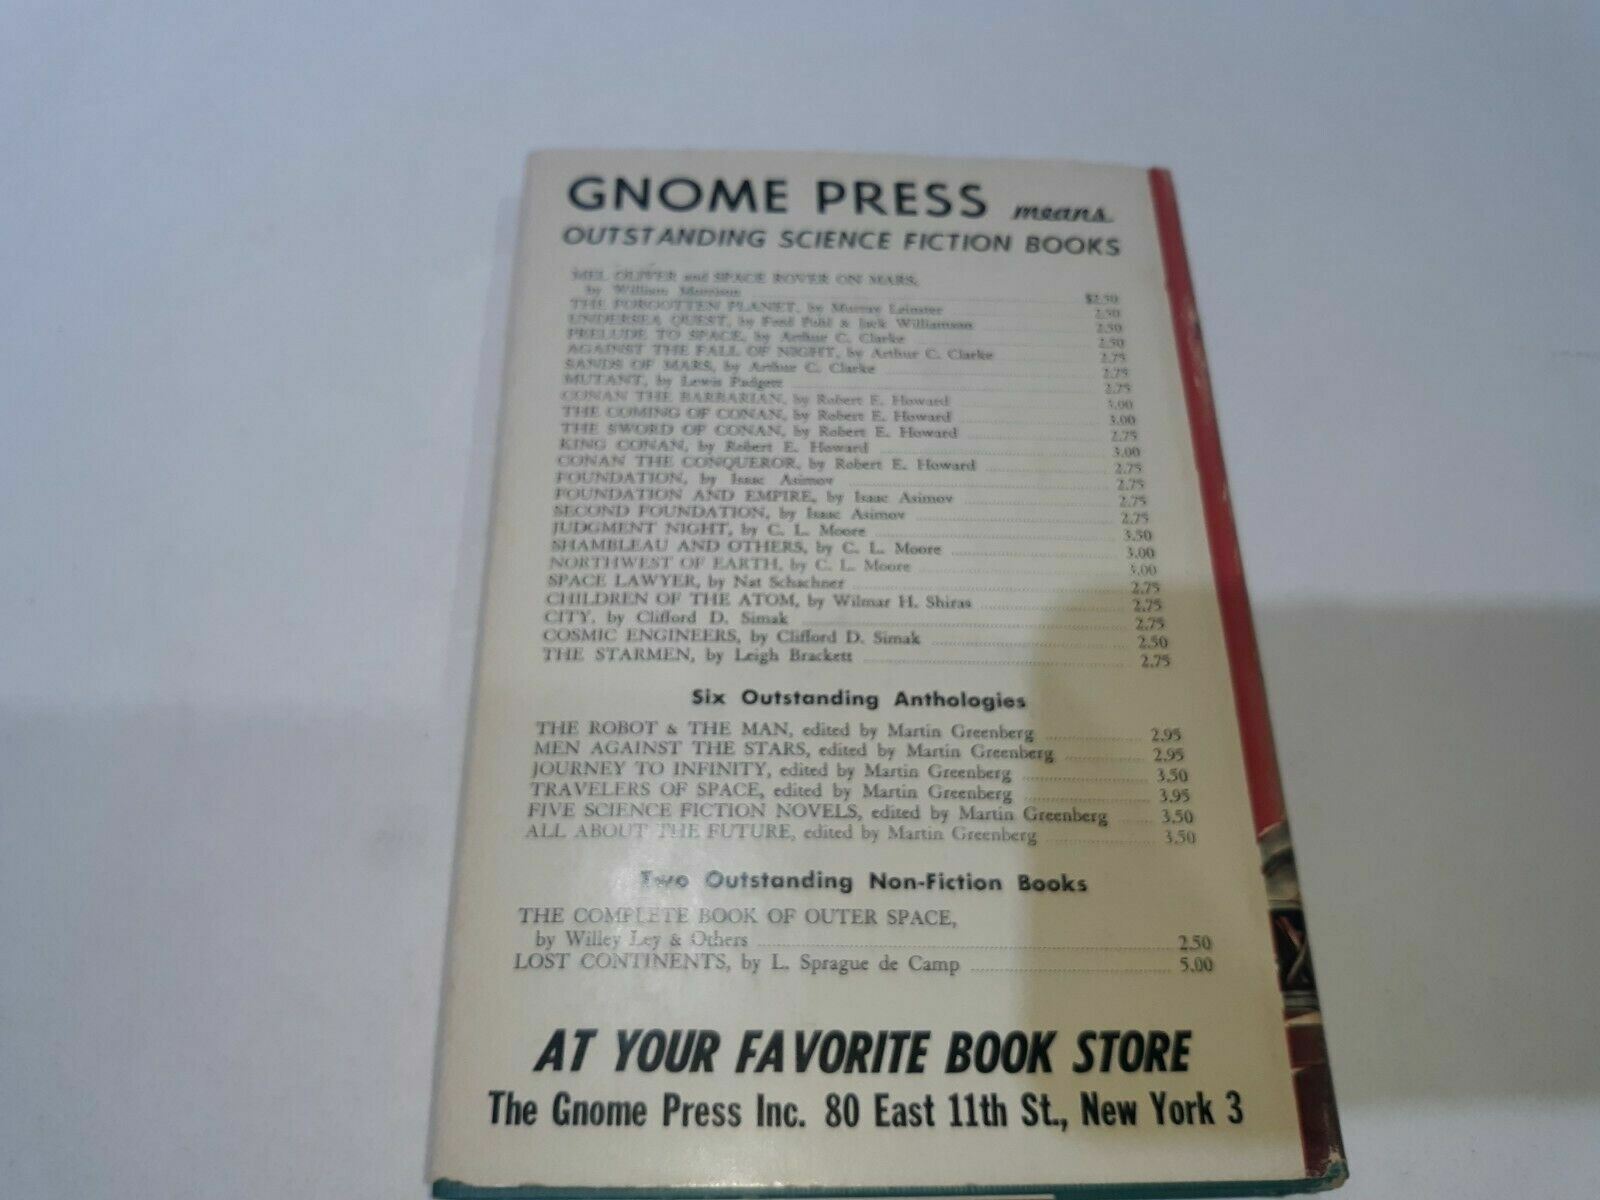 GNOME PRESS means
OUTSTANDING SCIENCE FICTION BOOKS
MEL OLIVER and SPACE ROVER ON MARS,
by William Morrison $2.50
THE FORGOTTEN PLANET, by Murray Leinster 2.50
UNDERSEA QUEST, by Fred Pohl & Jack Williamson 2.50
PRELUDE TO SPACE, by Arthur C. Clarke 2.50
AGAINST THE FALL OF NIGHT, by Arthur C. Clarke 2.75
SANDS OF MARS, by Arthur C. Clarke 2.75
MUTANT, by Lewis Padgett 2.75
CONAN THE BARBARIAN, by Robert E. Howard 3.00
THE COMING OF CONAN, by Robert E. Howard 3.00
THE SWORD OF CONAN, by Robert E. Howard 2.75
KING CONAN, by Robert E. Howard 3.00
CONAN THE CONQUEROR, by Robert E. Howard 2.75
FOUNDATION, by Isaac Asimov 2.75
FOUNDATION AND EMPIRE, by Isaac Asimov 2.75
SECOND FOUNDATION, by Isaac Asimov 2.75
JUDGMENT NIGHT, by C. L. Moore 3.50
SHAMBLEAU AND OTHERS, by C. L. Moore 3.00
NORTHWEST OF EARTH, by C. L. Moore 3.00
SPACE LAWYER, by Nat Schachner 2.75
CHILDREN OF THE ATOM, by Wilmar H. Shiras 2.75
CITY, by Clifford D. Simak 2.75
COSMIC ENGINEERS, by Clifford D. Simak 2.50
THE STARMEN, by Leigh Brackett 2.75
Six Outstanding Anthologies
THE ROBOT & THE MAN, edited by Martin Greenberg 2.95
MEN AGAINST THE STARS, edited by Martin Greenberg 2.95
JOURNEY TO INFINITY, edited by Martin Greenberg 3.50
TRAVELERS OF SPACE, edited by Martin Greenberg 3.95
FIVE SCIENCE FICTION NOVELS, edited by Martin Greenberg 3.50
ALL ABOUT THE FUTURE, edited by Martin Greenberg 3.50
Two Outstanding Non-Fiction Books
THE COMPLETE BOOK OF OUTER SPACE,
by Willey Ley & Others 2.50
LOST CONTINENTS, by L. Sprague de Camp 5.00
AT YOUR FAVORITE BOOK STORE
The Gnome Press Inc. 80 East 11th St., New York 3